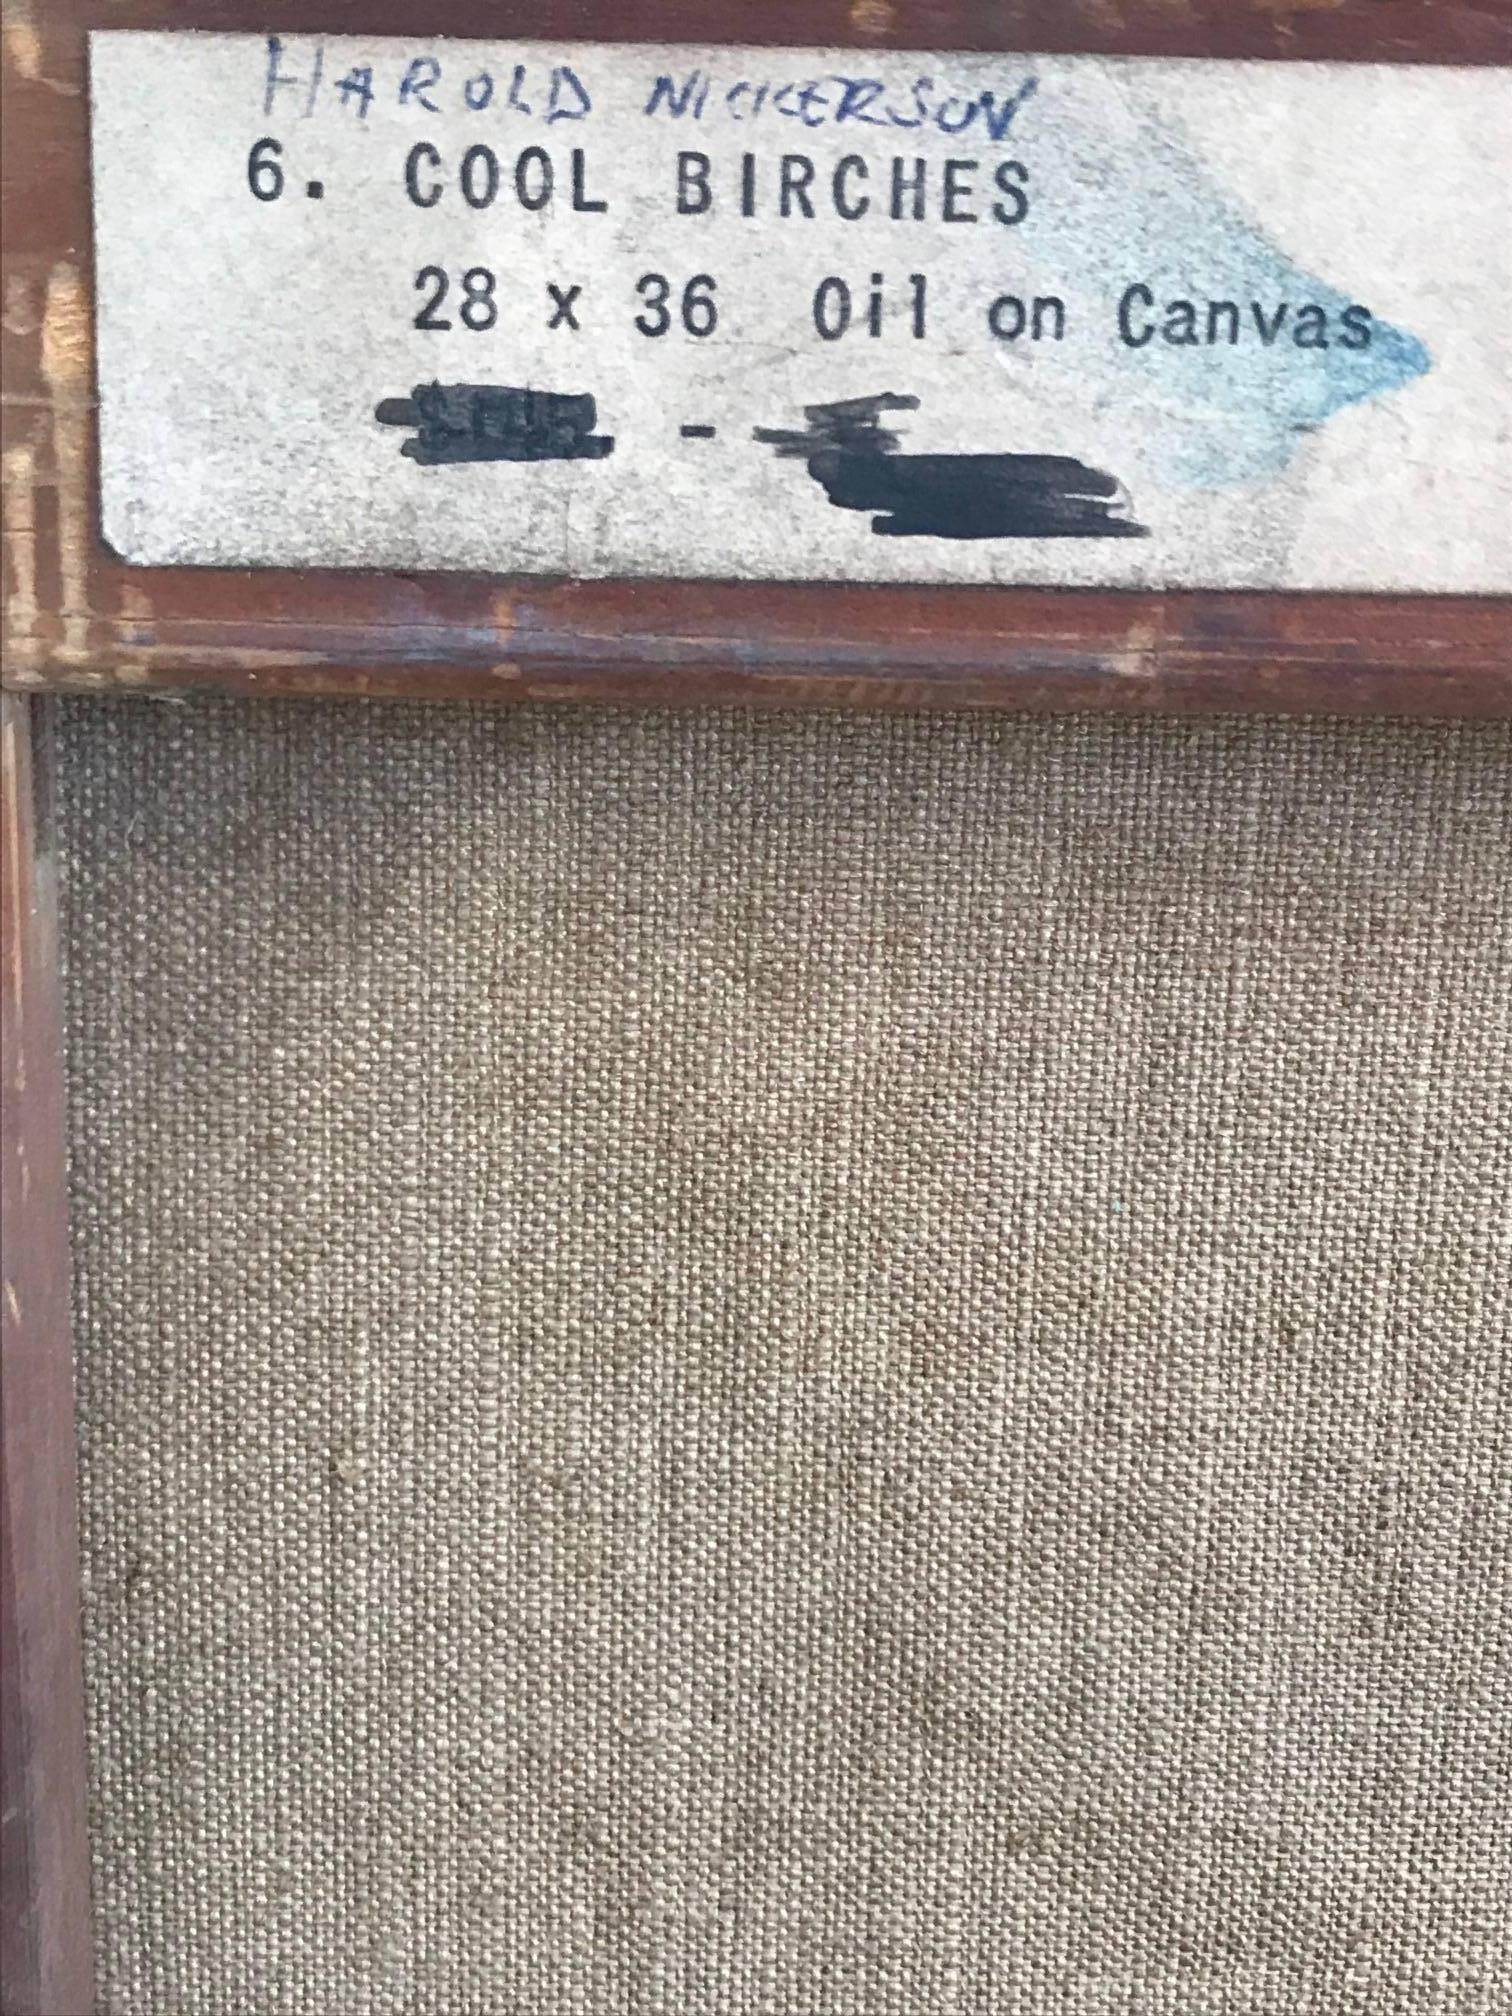 HAROLD NICKERSON
6. COOL BIRCHES
28 x 36 Oil on Canvas
-